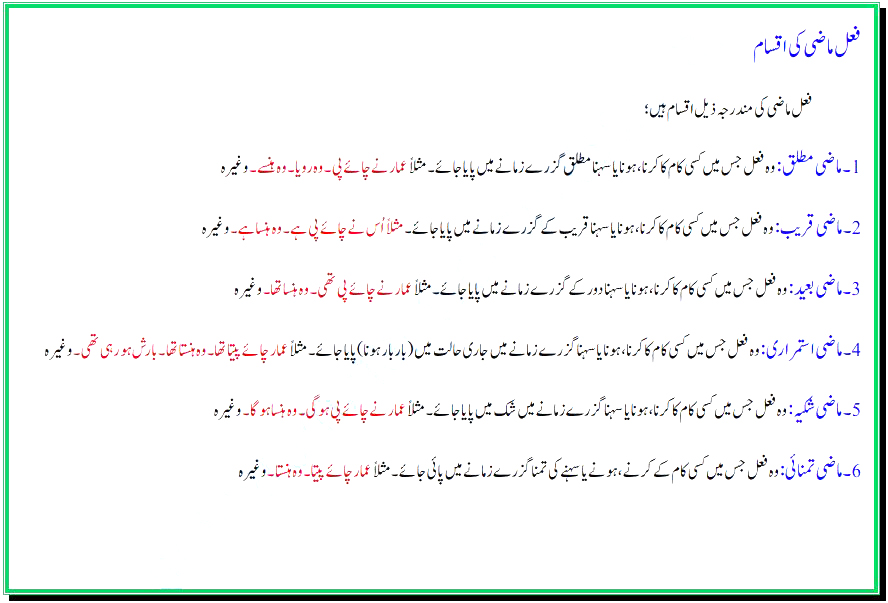 فعل ماضی کی اقسام
فعل ماضی کی مندرجہ ذیل اقسام ہیں؛
1۔ماضی مطلق: وہ فعل جس میں کسی کام کا کرنا، ہونا یا سہنا مطلق گزرے زمانے میں پایا جائے۔ مثلاً عمار نے چائے پی۔ وہ رویا۔ وہ ہنسے۔ وغیرہ
2۔ماضی قریب: وہ فعل جس میں کسی کام کا کرنا، ہونا یا سہنا قریب کے گزرے زمانے میں پایا جائے۔ مثلاً اُس نے چائے پی ہے۔ وہ ہنسا ہے۔ وغیرہ
3۔ماضی بعید: وہ فعل جس میں کسی کام کا کرنا، ہونا یا سہنا دور کے گزرے زمانے میں پایا جائے۔ مثلاً عمار نے چائے پی تھی۔ وہ ہنسا تھا۔ وغیرہ
4۔ماضی استمراری: وہ فعل جس میں کسی کام کا کرنا، ہونا یا سہنا گزرے زمانے میں جاری حالت میں (بار بار ہونا) پایا جائے۔ مثلاً عمار چائے پیتا تھا۔ وہ ہنستا تھا۔ بارش ہو رہی تھی۔ وغیرہ
5۔ماضی شکیہ: وہ فعل جس میں کسی کام کا کرنا، ہونا یا سہنا گزرے زمانے میں شک میں پایا جائے۔ مثلاً عمار نے چائے پی ہو گی۔ وہ ہنسا ہو گا۔ وغیرہ
6۔ماضی تمنائی: وہ فعل جس میں کسی کام کے کرنے، ہونے یا سہنے کی تمنا گزرے زمانے میں پائی جائے۔ مثلاً عمار چائے پیتا۔ وہ ہنستا۔ وغیرہ